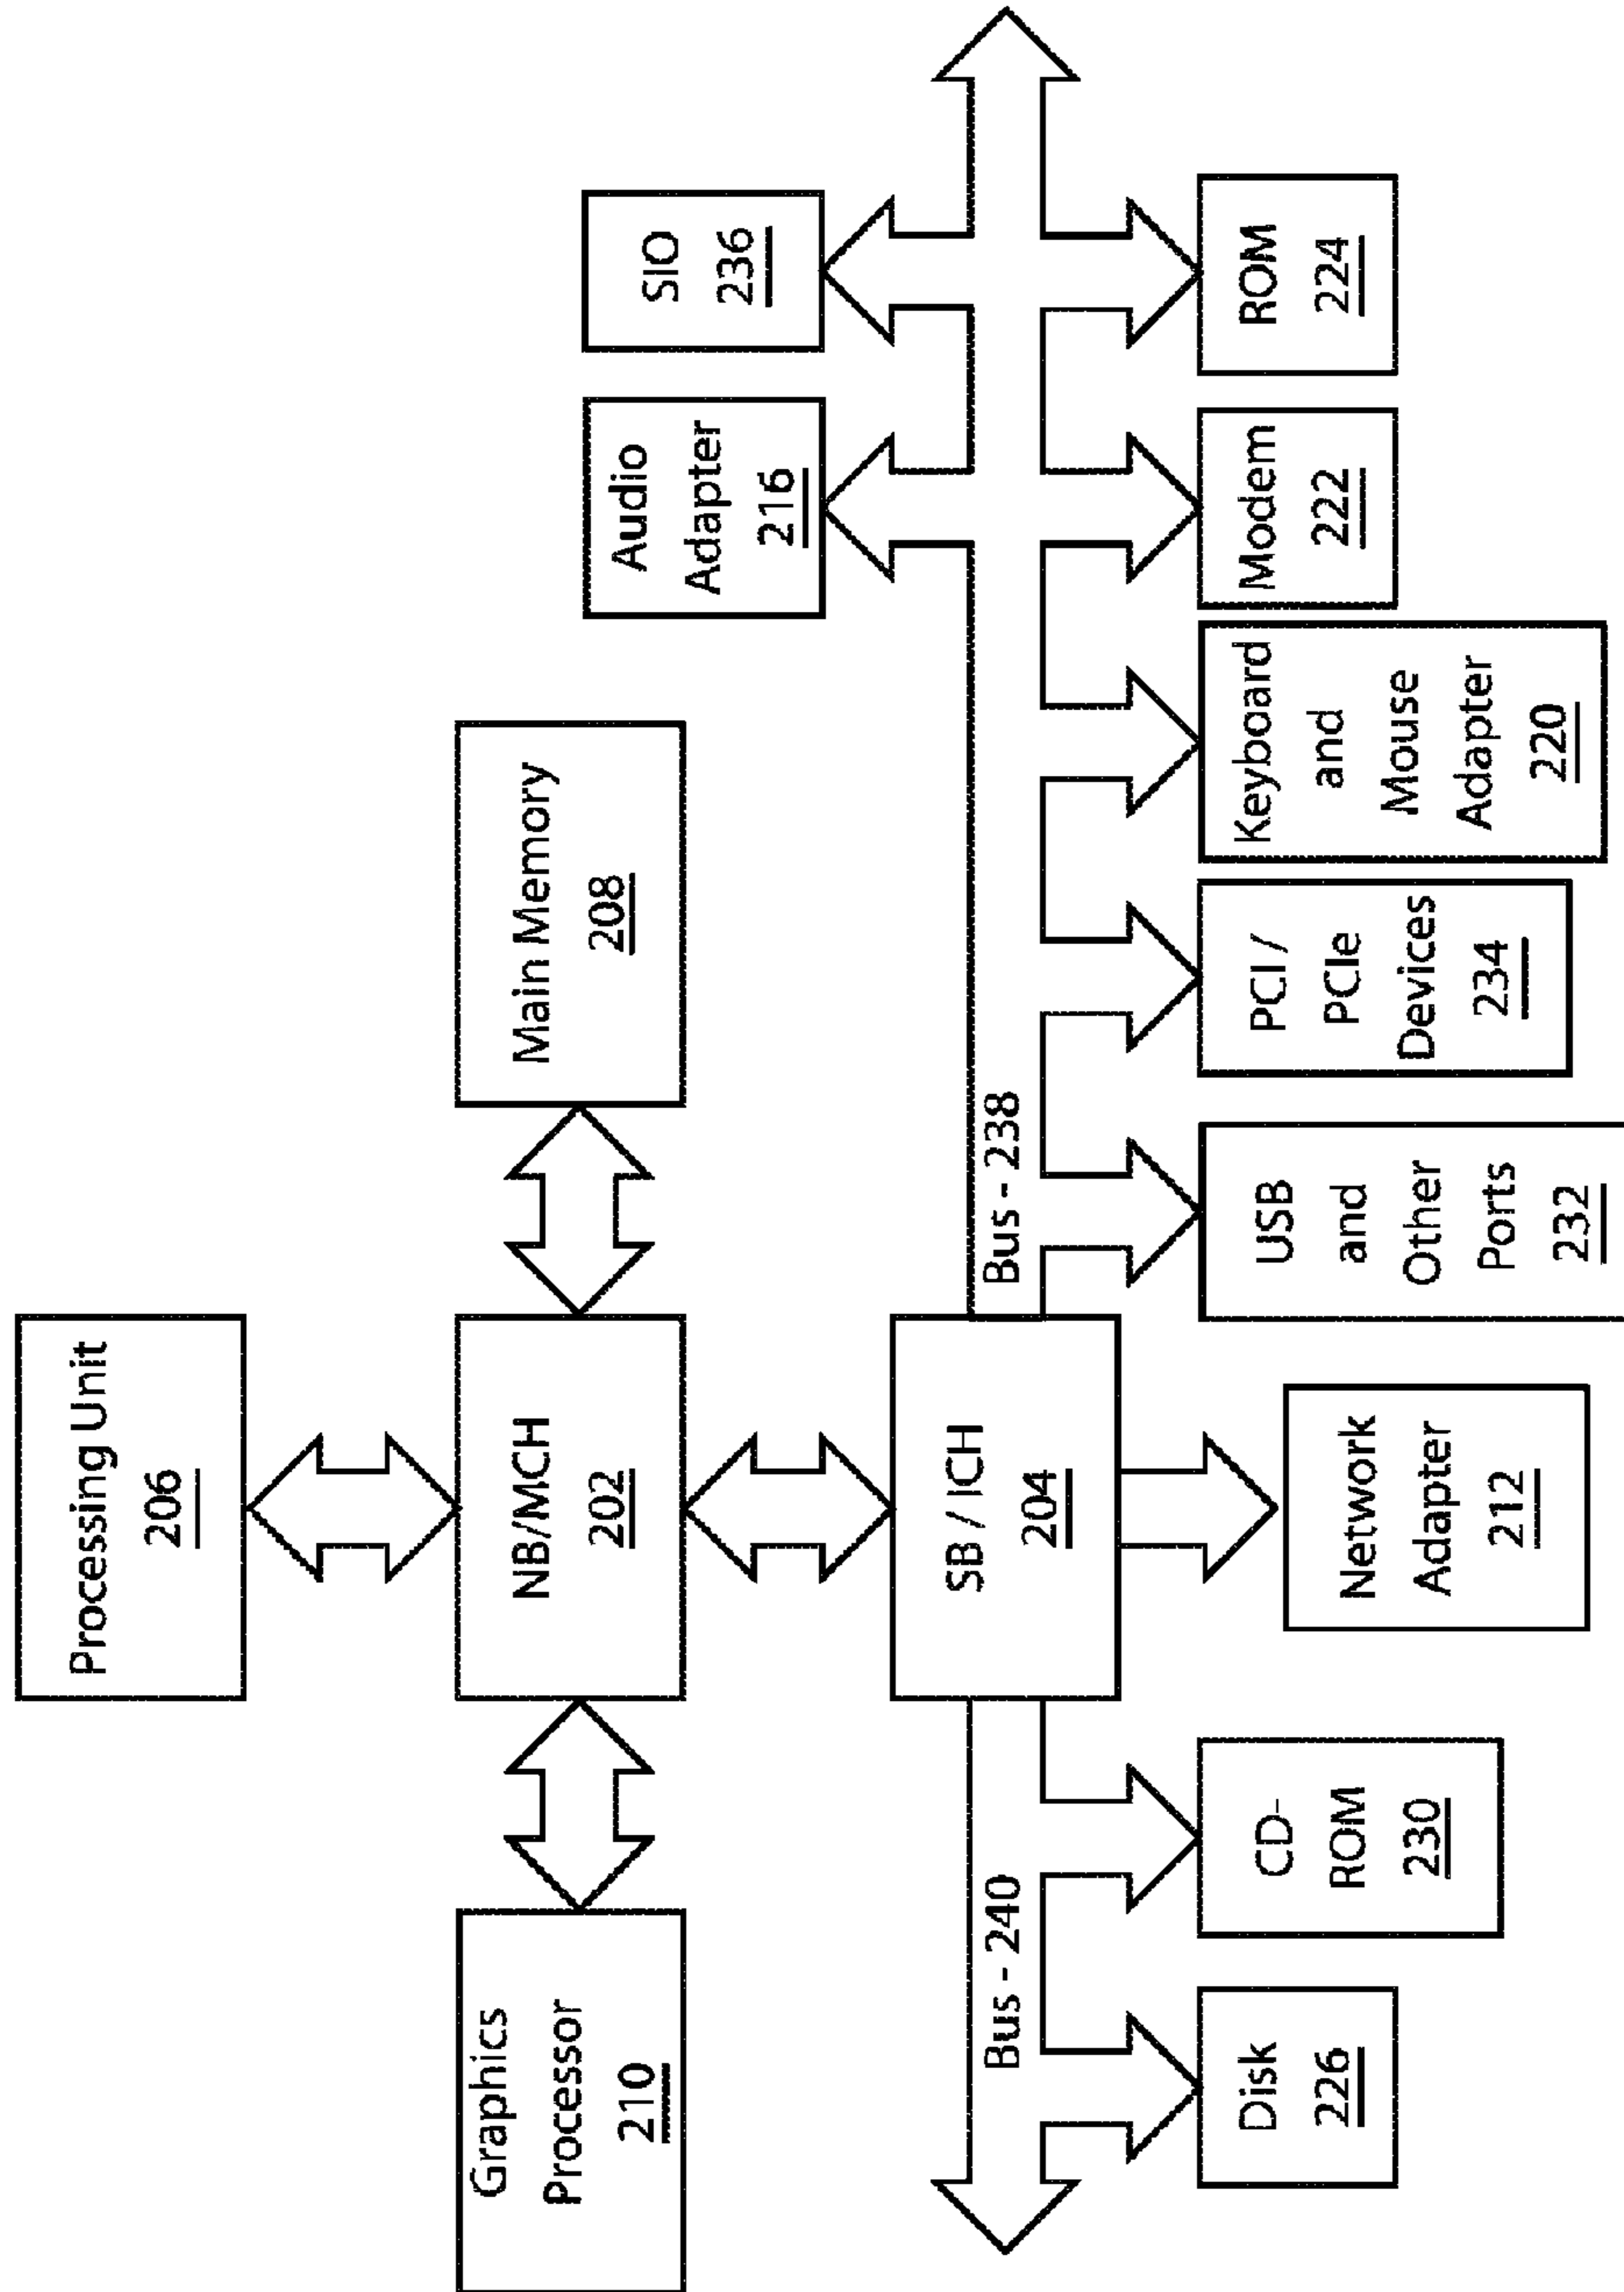 Processing Unit
206
Graphics
Processor
210
NB/MCH
202
Main Memory
208
Audio
Adapter
216
SIO
236
SB / ICH
204
Bus - 240
Bus - 238
Disk
226
CD-
ROM
230
Network
Adapter
212
USB
and
Other
Ports
232
PCI /
PCIe
Devices
234
Keyboard
and
Mouse
Adapter
220
Modem
222
ROM
224